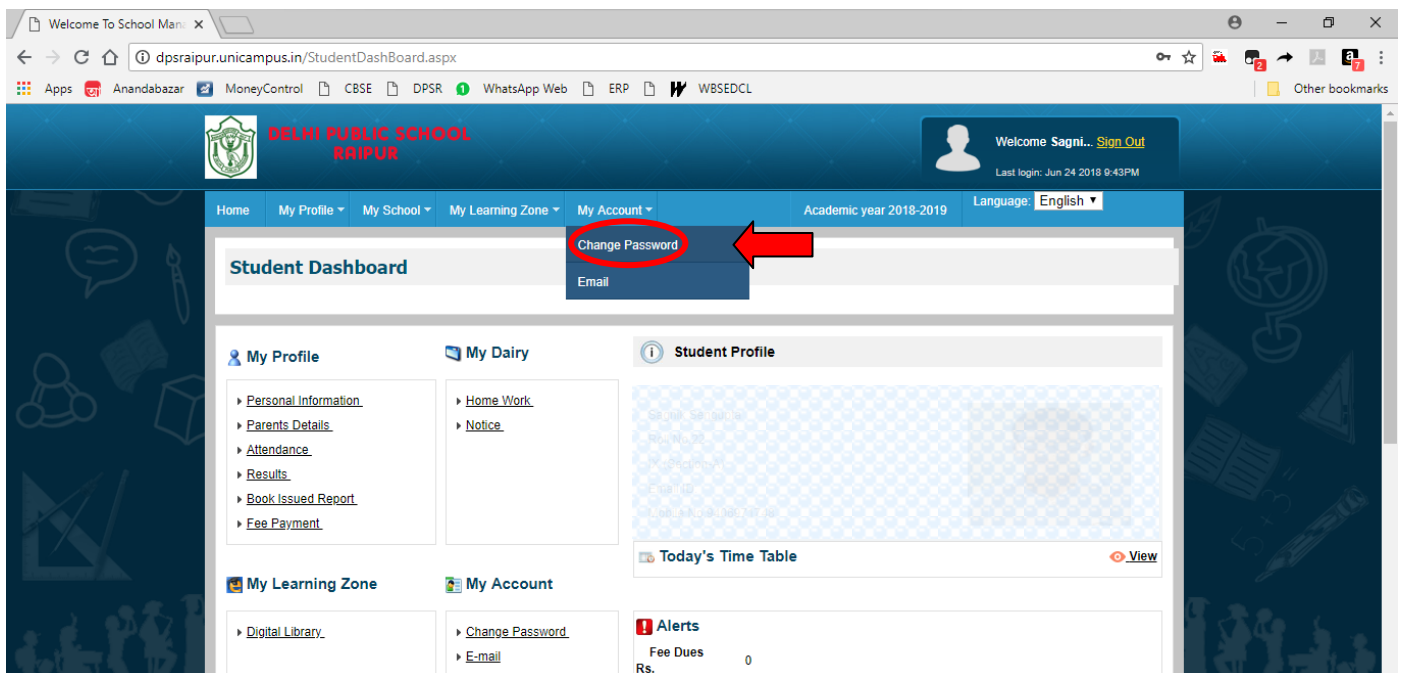 Welcome To School Mana
dpsraipur.unicampus.in/StudentDashBoard.aspx
2
7
Apps
Anandabazar
MoneyControl
CBSE
DPSR
WhatsApp Web
ERP
WBSEDCL
Other bookmarks
DELHI PUBLIC SCHOOL
RAIPUR
Welcome Sagni... Sign Out
Last login: Jun 24 2018 9:43PM
Home My Profile My School My Learning Zone My Account Academic year 2018-2019 Language: English
Change Password
Email
Student Dashboard
My Profile
Personal Information
Parents Details
Attendance
Results
Book Issued Report
Fee Payment
My Dairy
Home Work
Notice
Student Profile
Today's Time Table View
My Learning Zone
Digital Library
My Account
Change Password
E-mail
Alerts
Fee Dues
Rs. 0